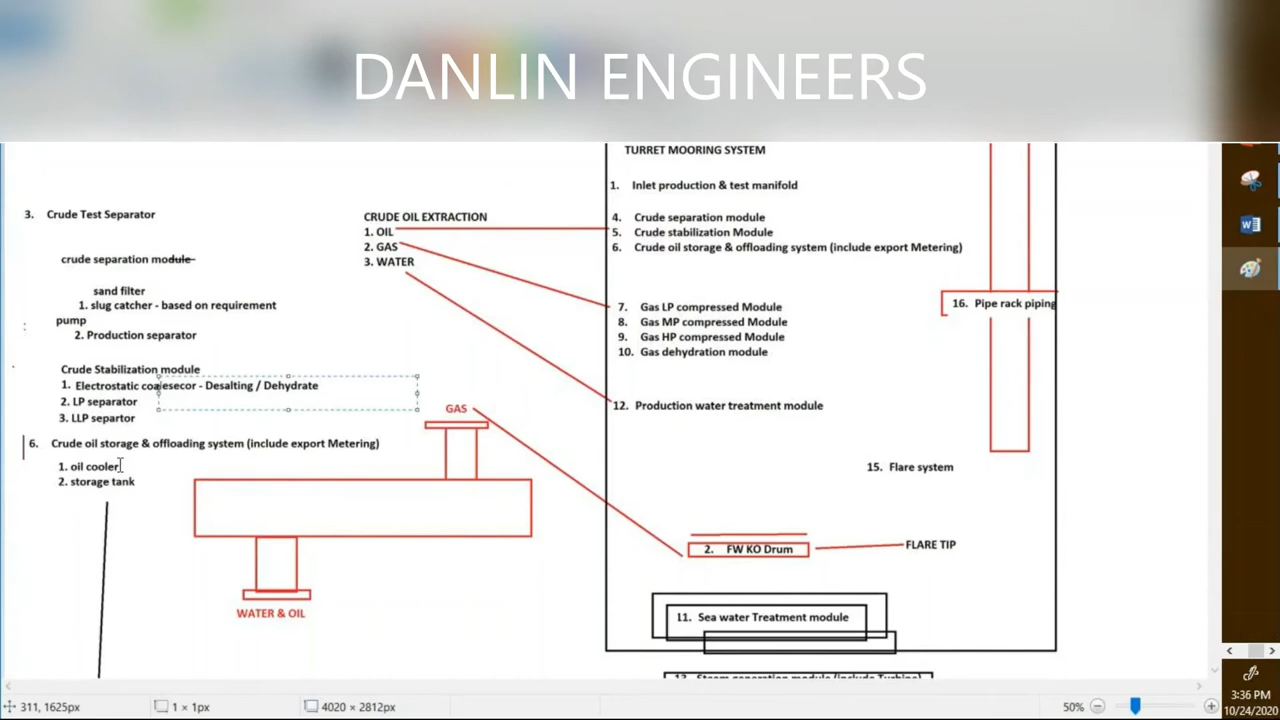 DANLIN ENGINEERS
TURRET MOORING SYSTEM
1. Inlet production & test manifold
3. Crude Test Separator
crude separation module
sand filter
1. slug catcher - based on requirement
pump
2. Production separator
Crude Stabilization module
1. Electrostatic coalesecor - Desalting / Dehydrate
2. LP separator
3. LLP sepertor
6. Crude oil storage & offloading system (include export Metering)
1. oil cooler
2. storage tank
CRUDE OIL EXTRACTION
1. OIL
2. GAS
3. WATER
4. Crude separation module
5. Crude stabilization Module
6. Crude oil storage & offloading system (include export Metering)
7. Gas LP compressed Module
8. Gas MP compressed Module
9. Gas HP compressed Module
10. Gas dehydration module
16. Pipe rack piping
12. Production water treatment module
GAS
15. Flare system
2. FW KO Drum
FLARE TIP
WATER & OIL
11. Sea water Treatment module
13. Steam generation module (include Turbine)
311, 1625px
1 × 1px
4020 × 2812px
50%
3:36 PM
10/24/2020